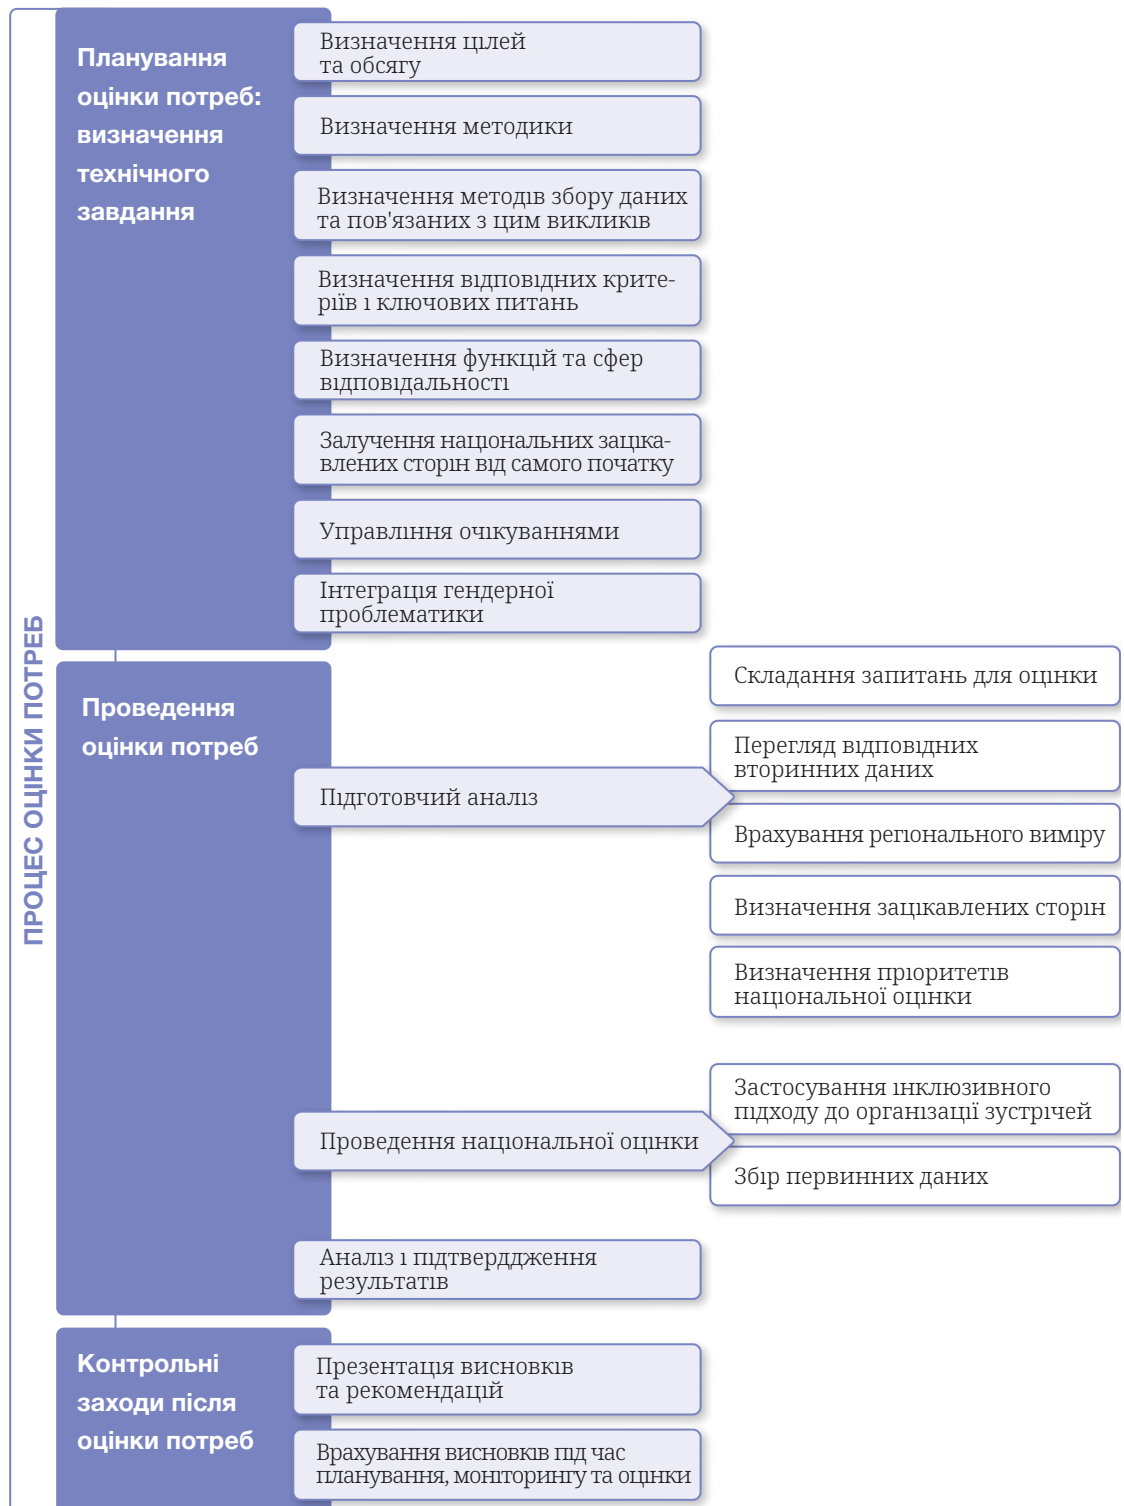 ПРОЦЕС ОЦІНКИ ПОТРЕБ
Планування
оцінки потреб:
визначення
технічного
завдання
Визначення цілей
та обсягу
Визначення методики
Визначення методів збору даних
та пов'язаних з цим викликів
Визначення відповідних крите-
ріїв і ключових питань
Визначення функцій та сфер
відповідальності
Залучення національних зацíка-
влених сторін від самого початку
Управління очікуваннями
Інтеграція гендерної
проблематики
Проведення
оцінки потреб
Підготовчий аналіз
Складання запитань для оцінки
Перегляд відповідних
вторинних даних
Врахування регіонального виміру
Визначення зацікавлених сторін
Визначення пріоритетів
національної оцінки
Проведення національної оцінки
Застосування інклюзивного
підходу до організації зустрічей
Збір первинних даних
Аналіз і підтверддження
результатів
Контрольні
заходи після
оцінки потреб
Презентація висновків
та рекомендацій
Врахування висновків під час
планування, моніторингу та оцінки